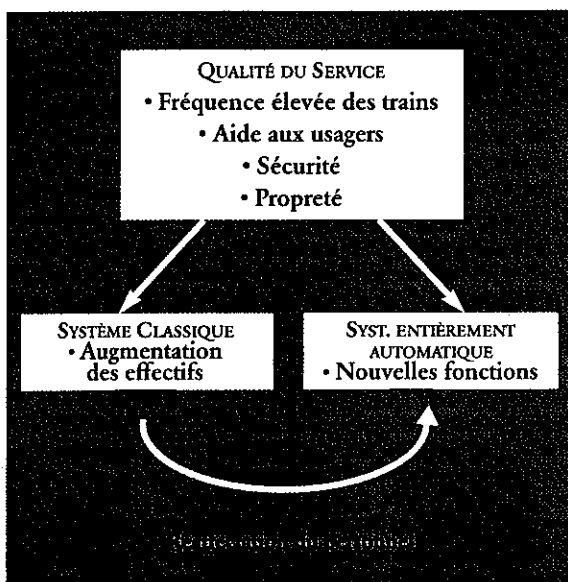 QUALITÉ DU SERVICE
• Fréquence élevée des trains
• Aide aux usagers
• Sécurité
• Propreté
SYSTÈME CLASSIQUE
• Augmentation
des effectifs
SYST. ENTIÈREMENT
AUTOMATIQUE
• Nouvelles fonctions